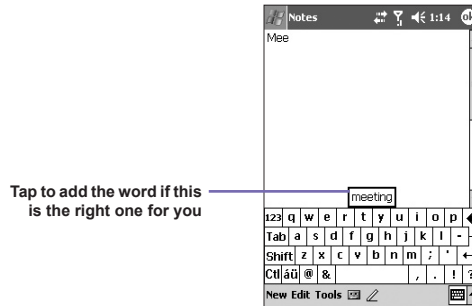 Notes 1:14 ok
Mee
Tap to add the word if this
is the right one for you
meeting
123 q w e r t y u i o p
Tab a s d f g h j k l -
Shift z x c v b n m ; '
Ctl áü @ & , . ! ?
New Edit Tools